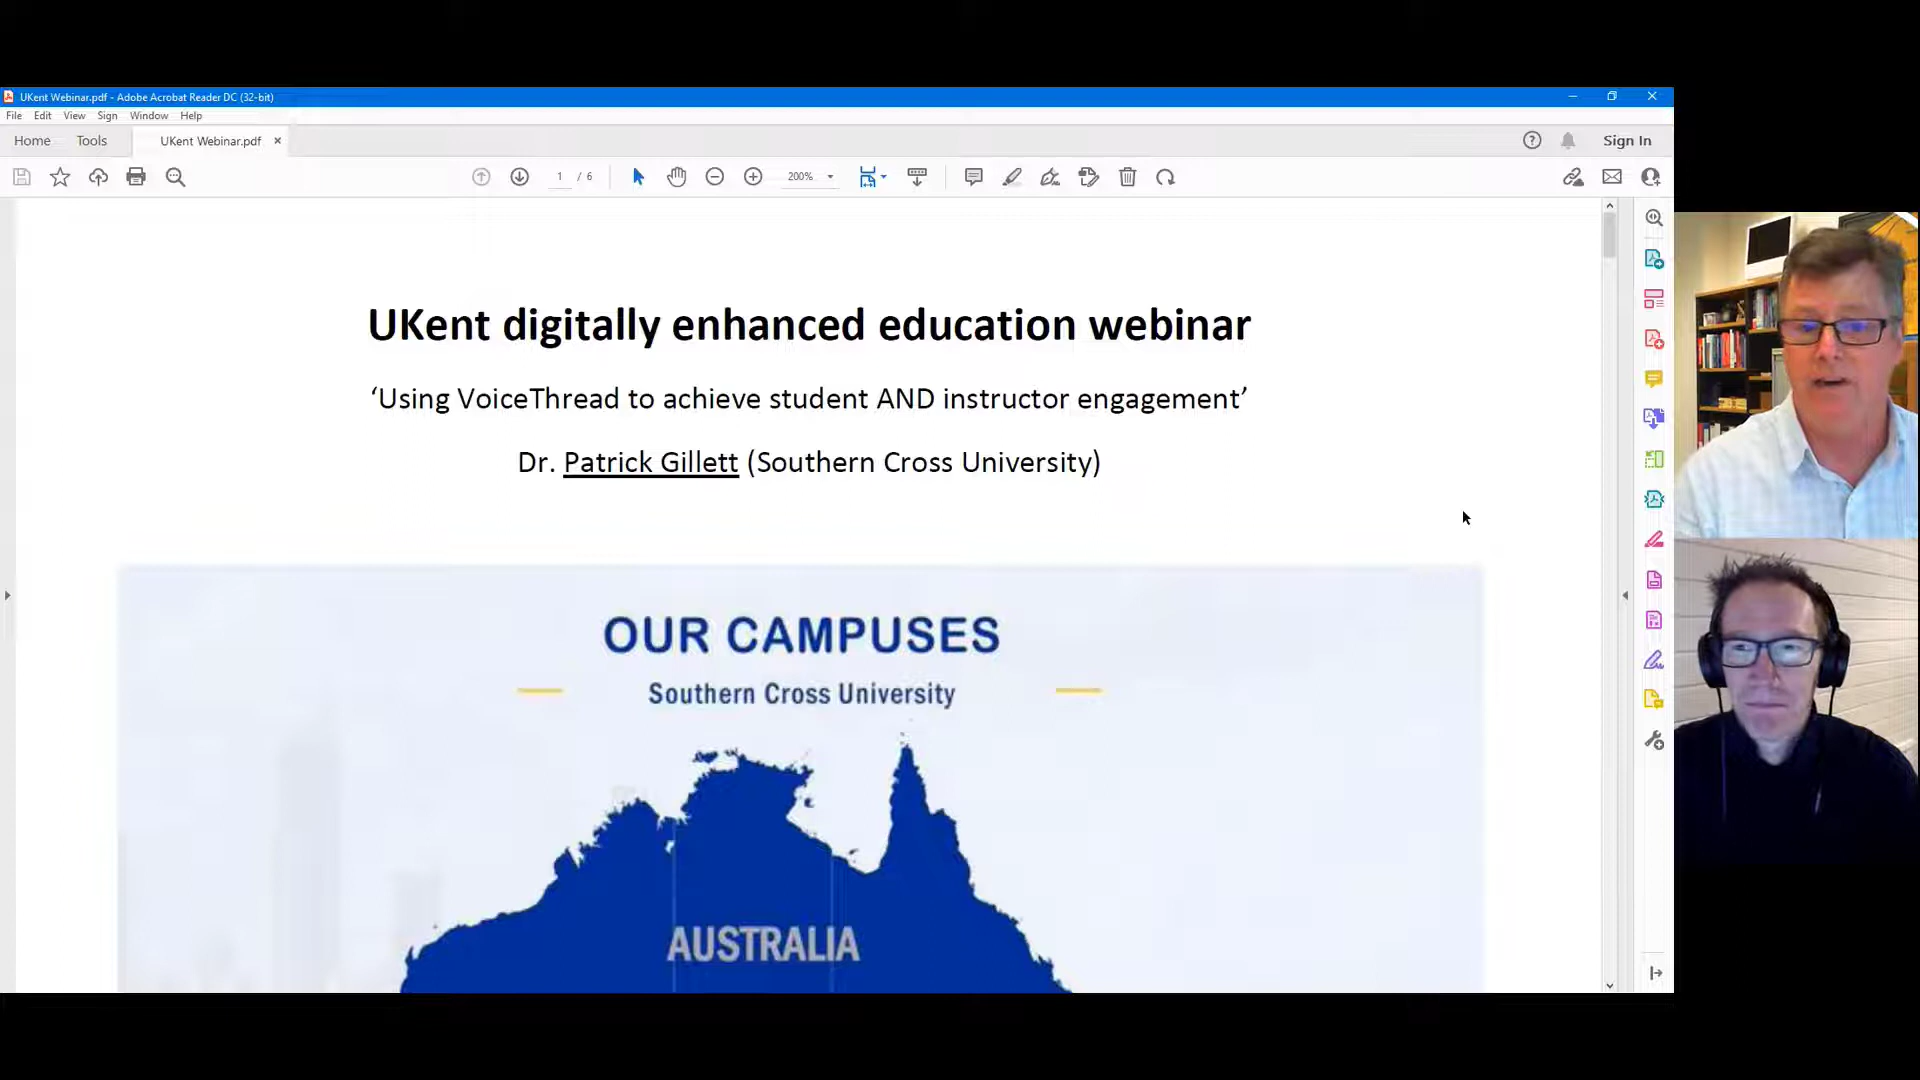 UKent Webinar.pdf - Adobe Acrobat Reader DC (32-bit)
File Edit View Sign Window Help
Home Tools UKent Webinar.pdf × Sign In
1 / 6 200%
UKent digitally enhanced education webinar
‘Using VoiceThread to achieve student AND instructor engagement’
Dr. Patrick Gillett (Southern Cross University)
OUR CAMPUSES
Southern Cross University
AUSTRALIA